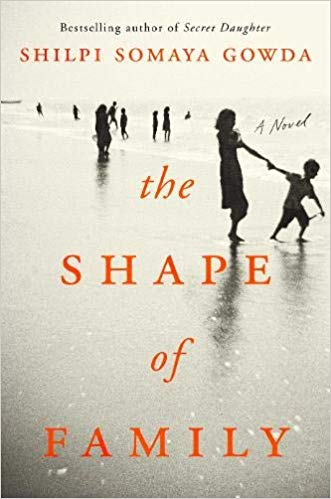 Bestselling author of Secret Daughter
SHILPI SOMAYA GOWDA
A Novel
the
SHAPE
of
FAMILY